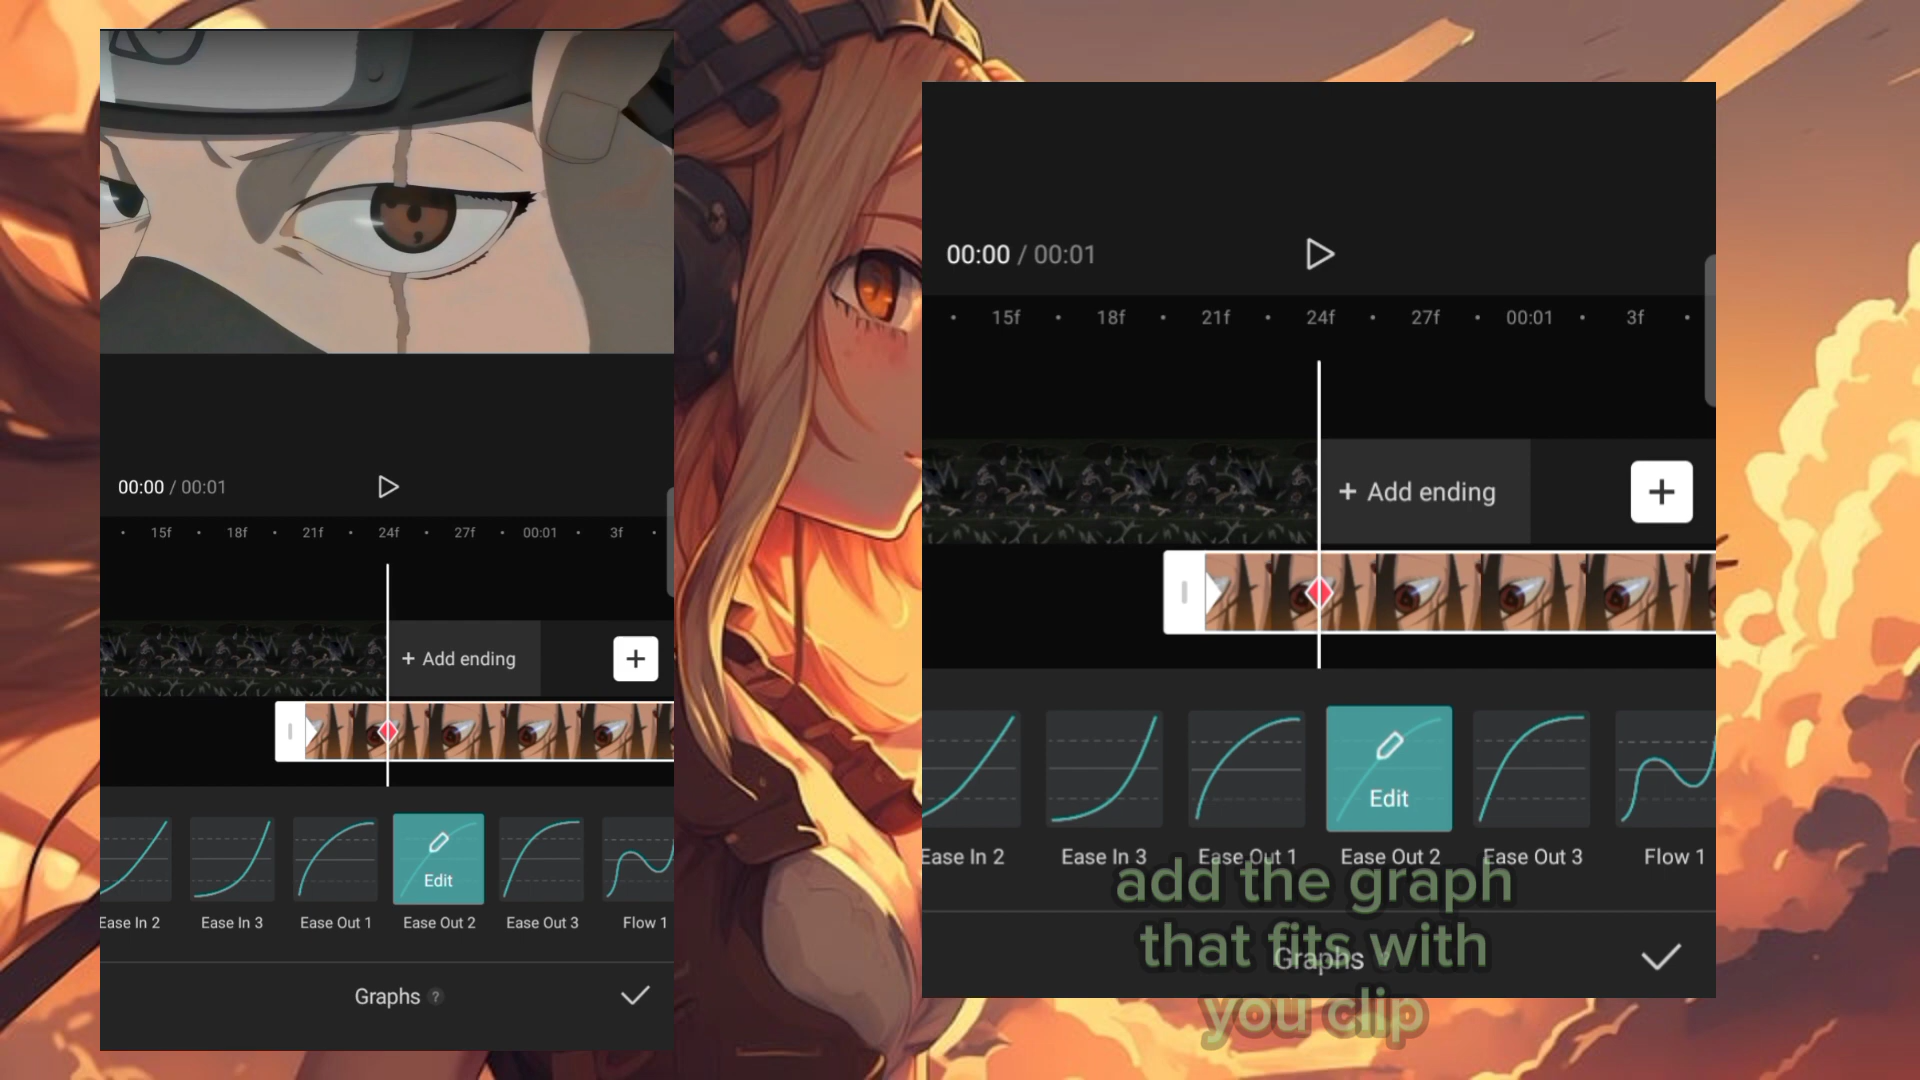 00:00 / 00:01
15f 18f 21f 24f 27f 00:01 3f
+ Add ending
+
Edit
Ease In 2 Ease In 3 Ease Out 1 Ease Out 2 Ease Out 3 Flow 1
Graphs ?
00:00 / 00:01
15f 18f 21f 24f 27f 00:01 3f
+ Add ending
+
Edit
Ease In 2 Ease In 3 Ease Out 1 Ease Out 2 Ease Out 3 Flow 1
Graphs
add the graph
that fits with
you clip